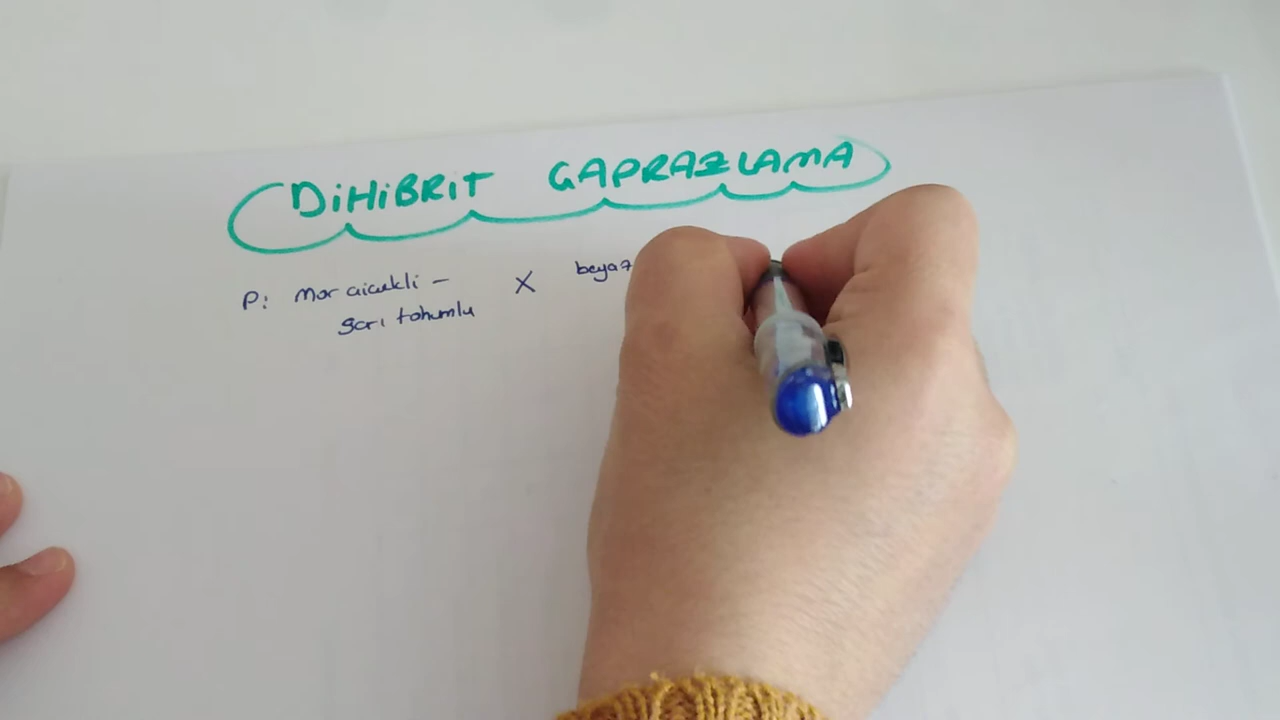 DiHiBRiT ÇAPRAZLAMA
P: Mor çiçekli - X beyaz
sarı tohumlu